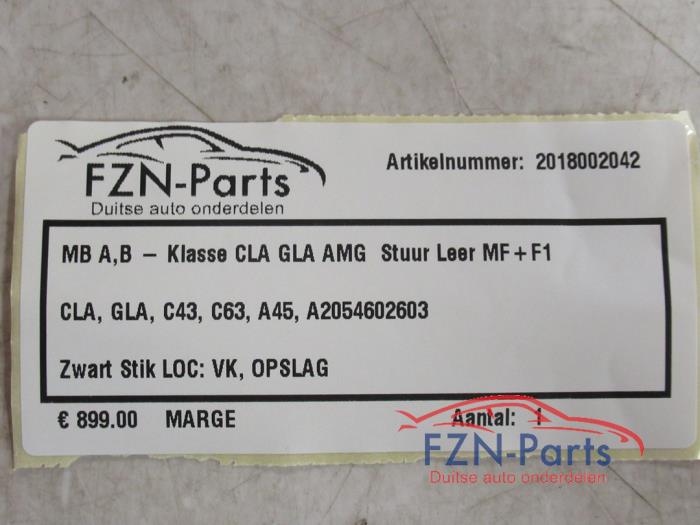 FZN-Parts
Duitse auto onderdelen
Artikelnummer: 2018002042
MB A,B – Klasse CLA GLA AMG Stuur Leer MF+F1
CLA, GLA, C43, C63, A45, A2054602603
Zwart Stik LOC: VK, OPSLAG
€ 899.00 MARGE Aantal: 1
FZN-Parts
Duitse auto onderdelen